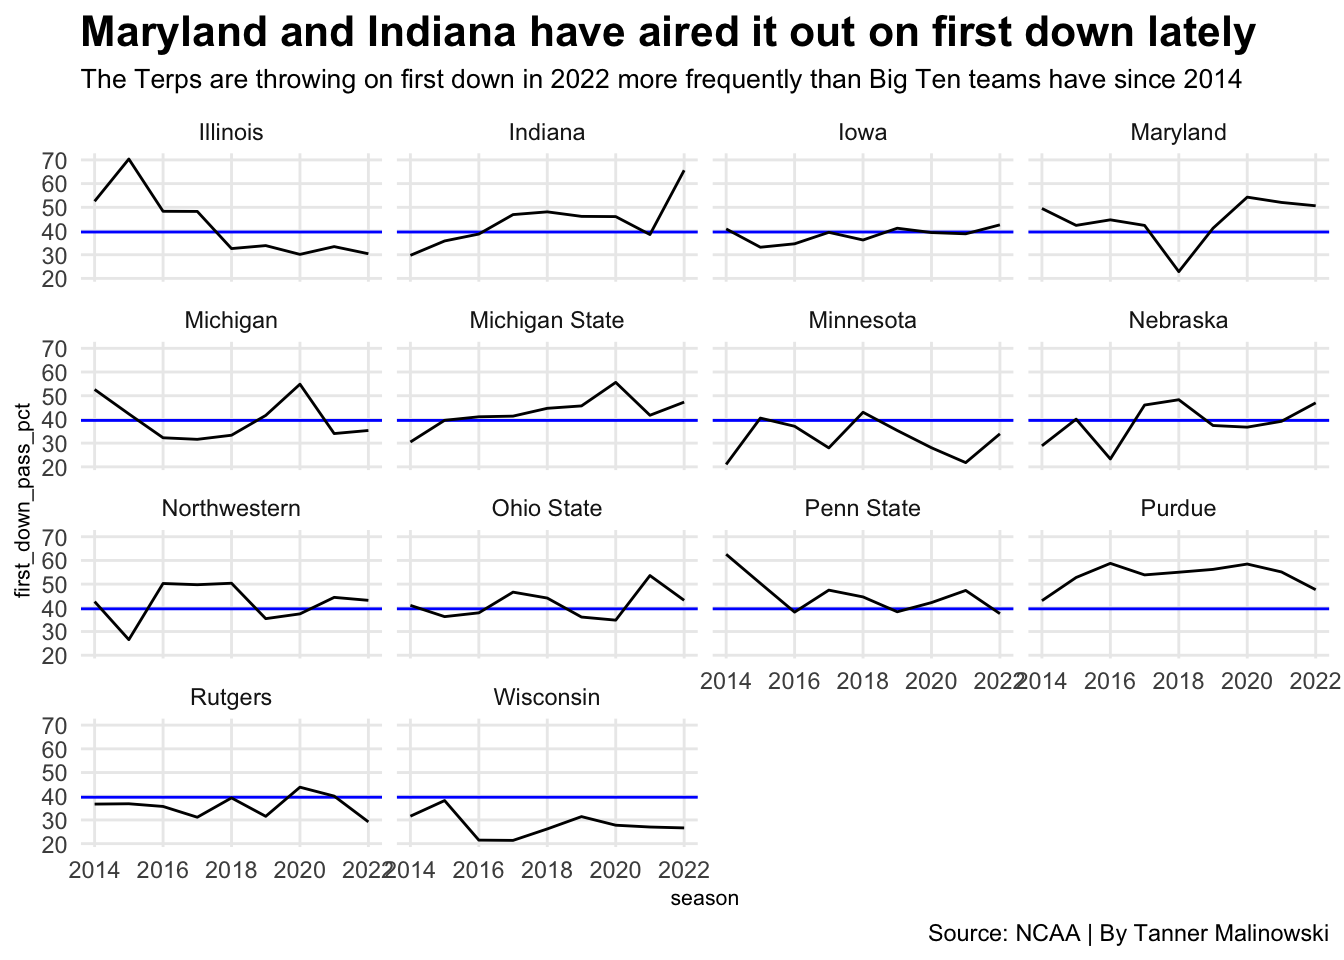 Maryland and Indiana have aired it out on first down lately
The Terps are throwing on first down in 2022 more frequently than Big Ten teams have since 2014
Illinois Indiana Iowa Maryland
70
60
50
40
30
20
Michigan Michigan State Minnesota Nebraska
70
60
50
40
30
20
first_down_pass_pct
Northwestern Ohio State Penn State Purdue
70
60
50
40
30
20
2014 2016 2018 2020 2022 2014 2016 2018 2020 2022
Rutgers Wisconsin
70
60
50
40
30
20
2014 2016 2018 2020 2022 2014 2016 2018 2020 2022
season
Source: NCAA | By Tanner Malinowski